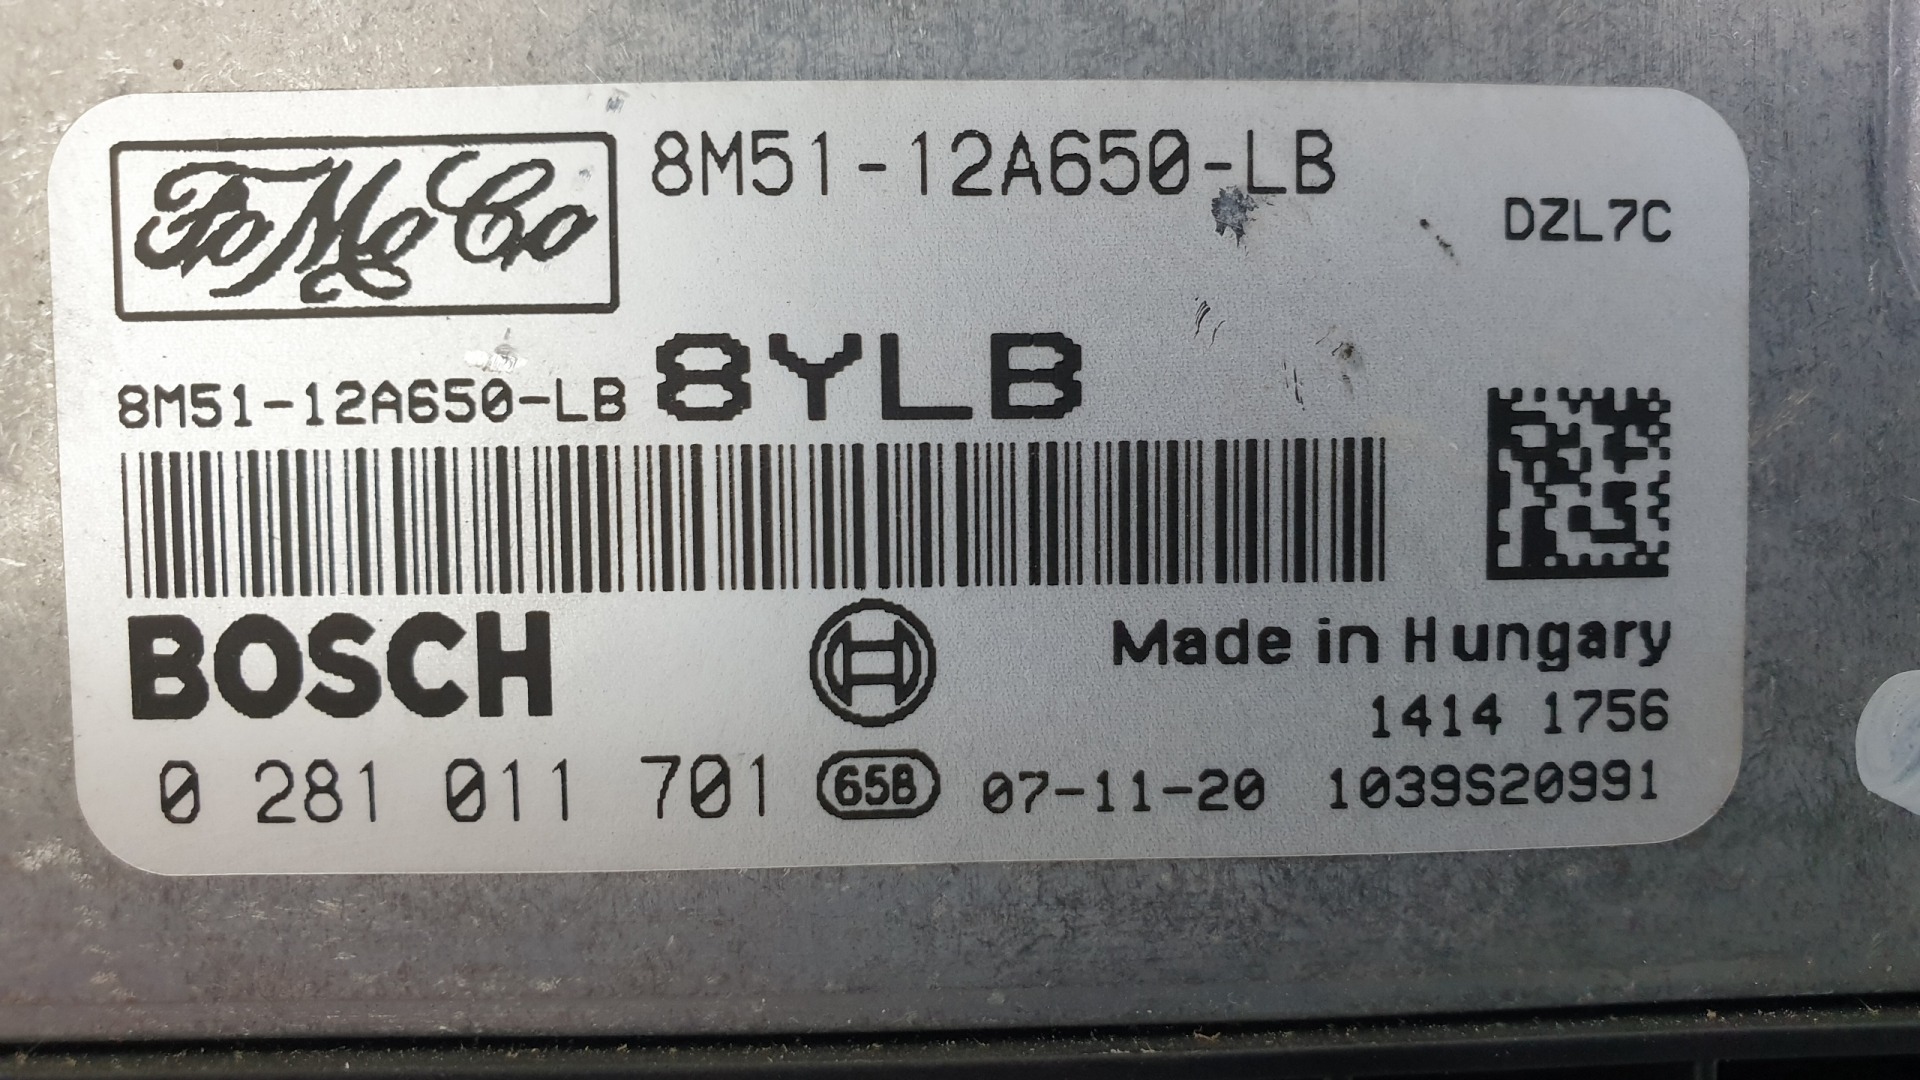 FoMoCo
8M51-12A650-LB
DZL7C
8M51-12A650-LB 8YLB
BOSCH
Made in Hungary
1414 1756
0 281 011 701 65B 07-11-20 1039S20991